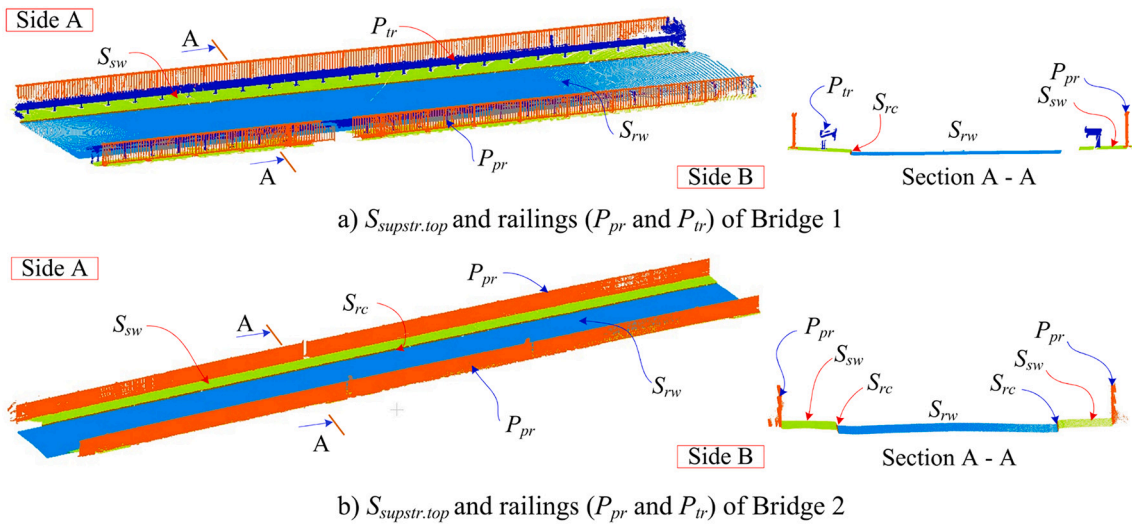 Side A
A
P_tr
S_sw
S_rw
P_pr
A
Side B
P_tr
S_rc
S_rw
P_pr
S_sw
Section A - A
a) S_supstr.top and railings (P_pr and P_tr) of Bridge 1
Side A
A
S_sw
S_rc
P_pr
S_rw
P_pr
A
Side B
P_pr
S_sw
S_rc
S_rw
S_rc
S_sw
P_pr
Section A - A
b) S_supstr.top and railings (P_pr and P_tr) of Bridge 2